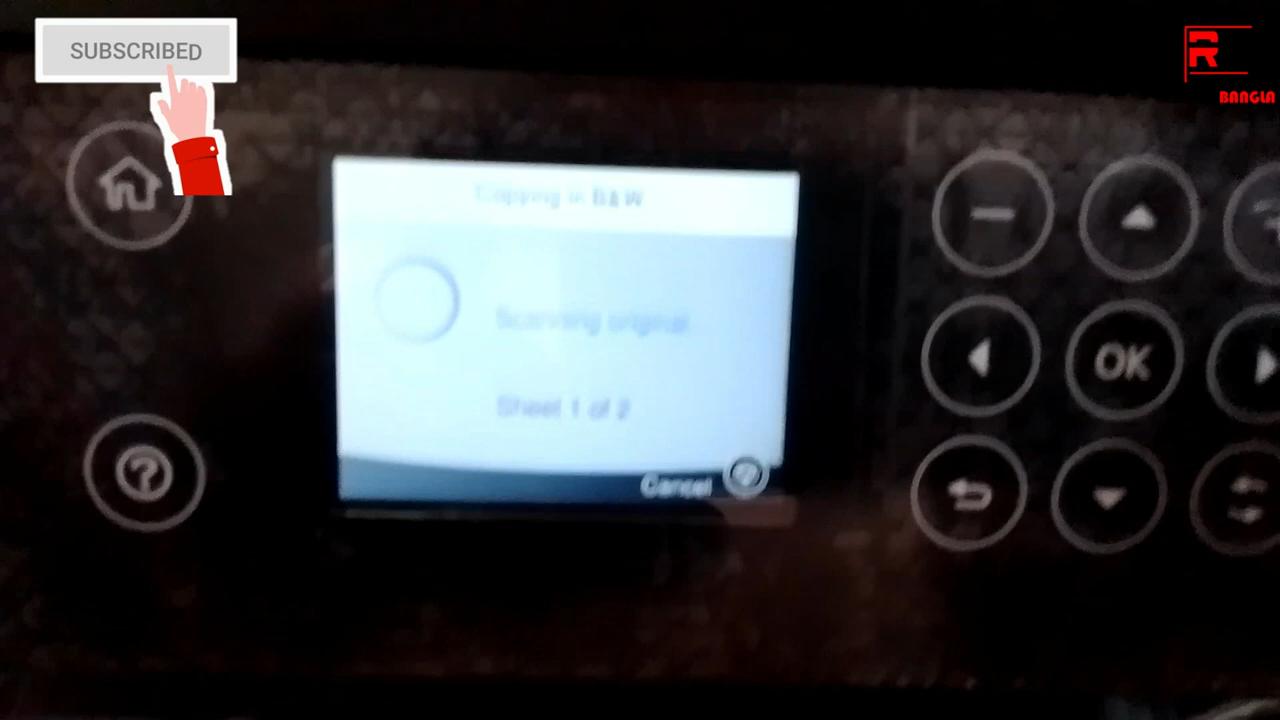 SUBSCRIBED
R
BANGLA
Copying in B&W
Scanning original
Sheet 1 of 2
Cancel
OK